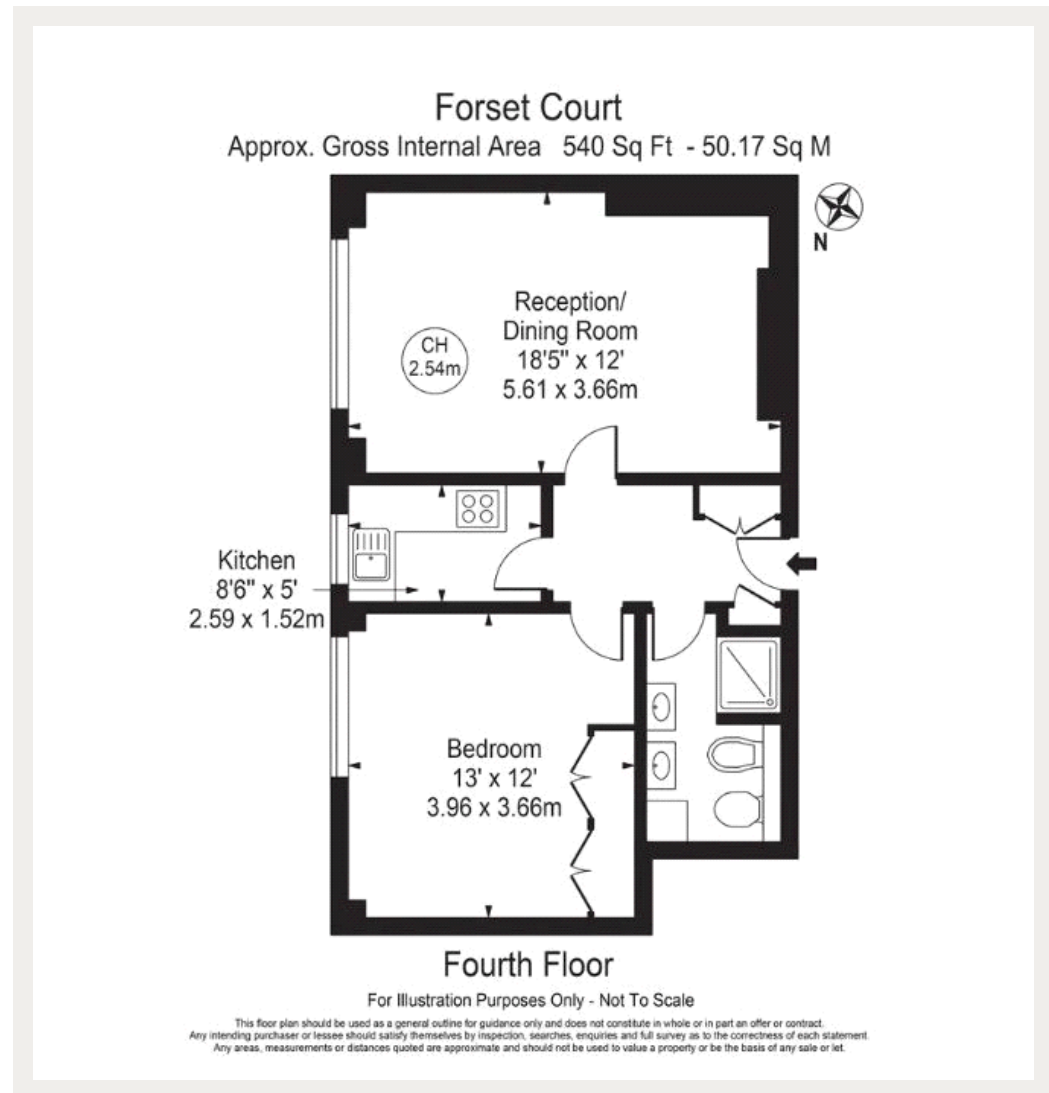 Forset Court
Approx. Gross Internal Area 540 Sq Ft - 50.17 Sq M
N
Reception/
Dining Room
18'5" x 12'
5.61 x 3.66m
CH
2.54m
Kitchen
8'6" x 5'
2.59 x 1.52m
Bedroom
13' x 12'
3.96 x 3.66m
Fourth Floor
For Illustration Purposes Only - Not To Scale
This floor plan should be used as a general outline for guidance only and does not constitute in whole or in part an offer or contract.
Any intending purchaser or lessee should satisfy themselves by inspection, searches, enquiries and full survey as to the correctness of each statement.
Any areas, measurements or distances quoted are approximate and should not be used to value a property or be the basis of any sale or let.